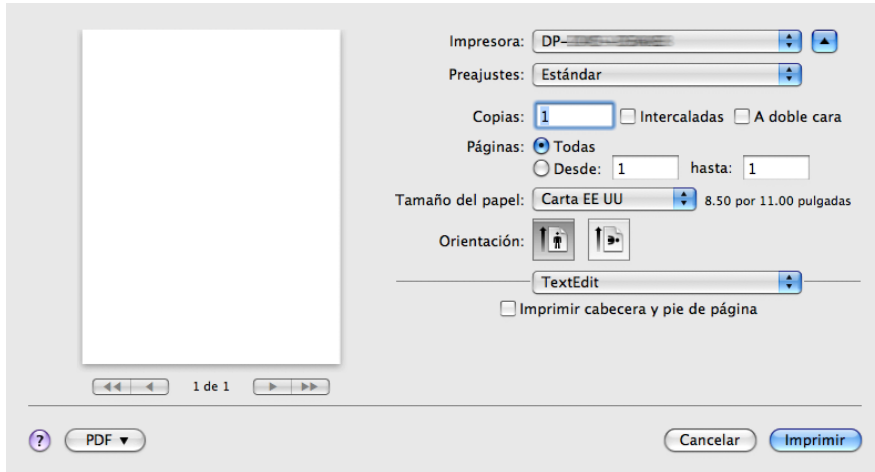 Impresora: DP-
Preajustes: Estándar
Copias: 1 Intercaladas A doble cara
Páginas: Todas
Desde: 1 hasta: 1
Tamaño del papel: Carta EE UU 8.50 por 11.00 pulgadas
Orientación:
TextEdit
Imprimir cabecera y pie de página
1 de 1
? PDF Cancelar Imprimir